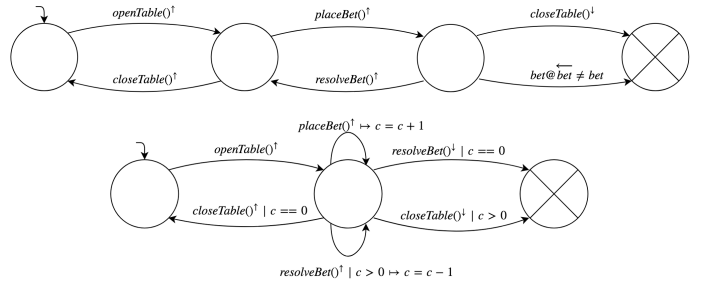 openTable()↑
placeBet()↑
closeTable()↓
closeTable()↑
resolveBet()↑
bet@b⃖e⃖t⃖ ≠ bet
placeBet()↑ ↦ c = c + 1
openTable()↑
resolveBet()↓ | c == 0
closeTable()↑ | c == 0
closeTable()↓ | c > 0
resolveBet()↑ | c > 0 ↦ c = c − 1